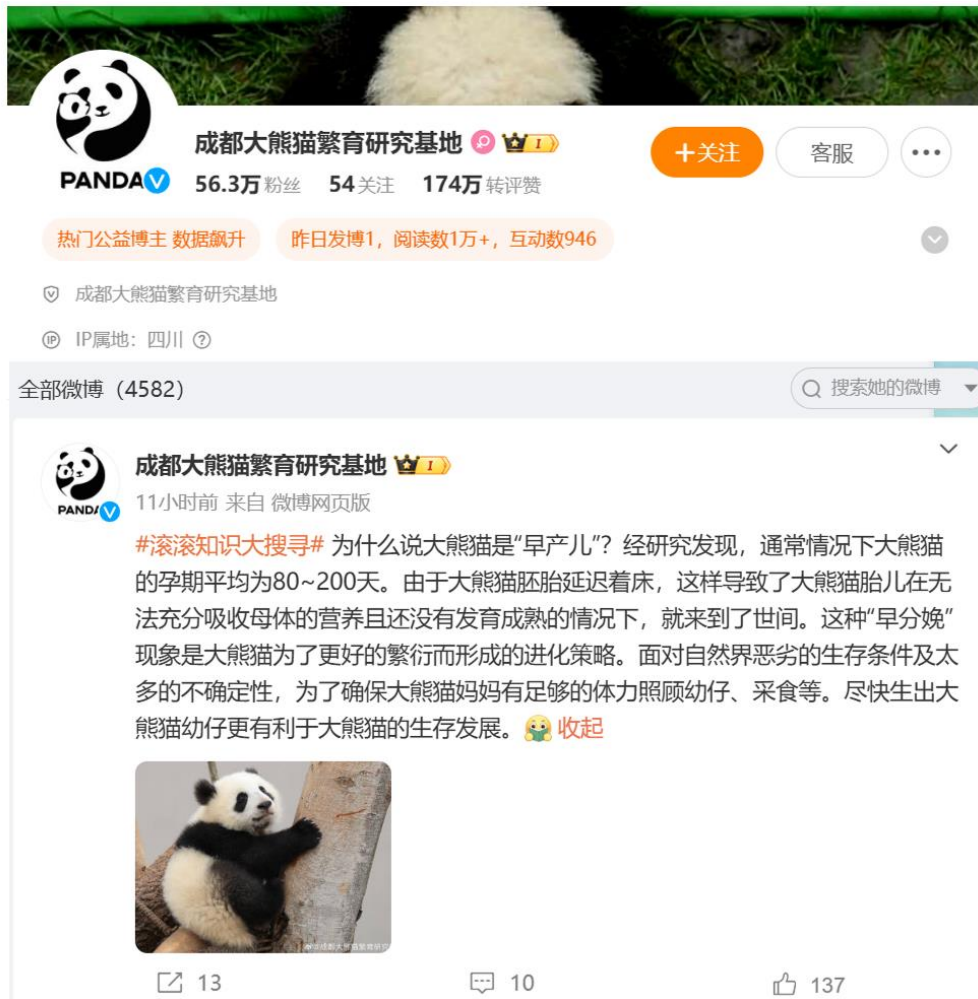 成都大熊猫繁育研究基地 I
PANDA
56.3万粉丝 54关注 174万转评赞
+关注
客服
热门公益博主 数据飙升
昨日发博1，阅读数1万+，互动数946
成都大熊猫繁育研究基地
IP IP属地：四川
全部微博（4582）
搜索她的微博
成都大熊猫繁育研究基地 I
PANDA
11小时前 来自 微博网页版
#滚滚知识大搜寻# 为什么说大熊猫是“早产儿”？经研究发现，通常情况下大熊猫
的孕期平均为80~200天。由于大熊猫胚胎延迟着床，这样导致了大熊猫胎儿在无
法充分吸收母体的营养且还没有发育成熟的情况下，就来到了世间。这种“早分娩”
现象是大熊猫为了更好的繁衍而形成的进化策略。面对自然界恶劣的生存条件及太
多的不确定性，为了确保大熊猫妈妈有足够的体力照顾幼仔、采食等。尽快生出大
熊猫幼仔更有利于大熊猫的生存发展。收起
13
10
137